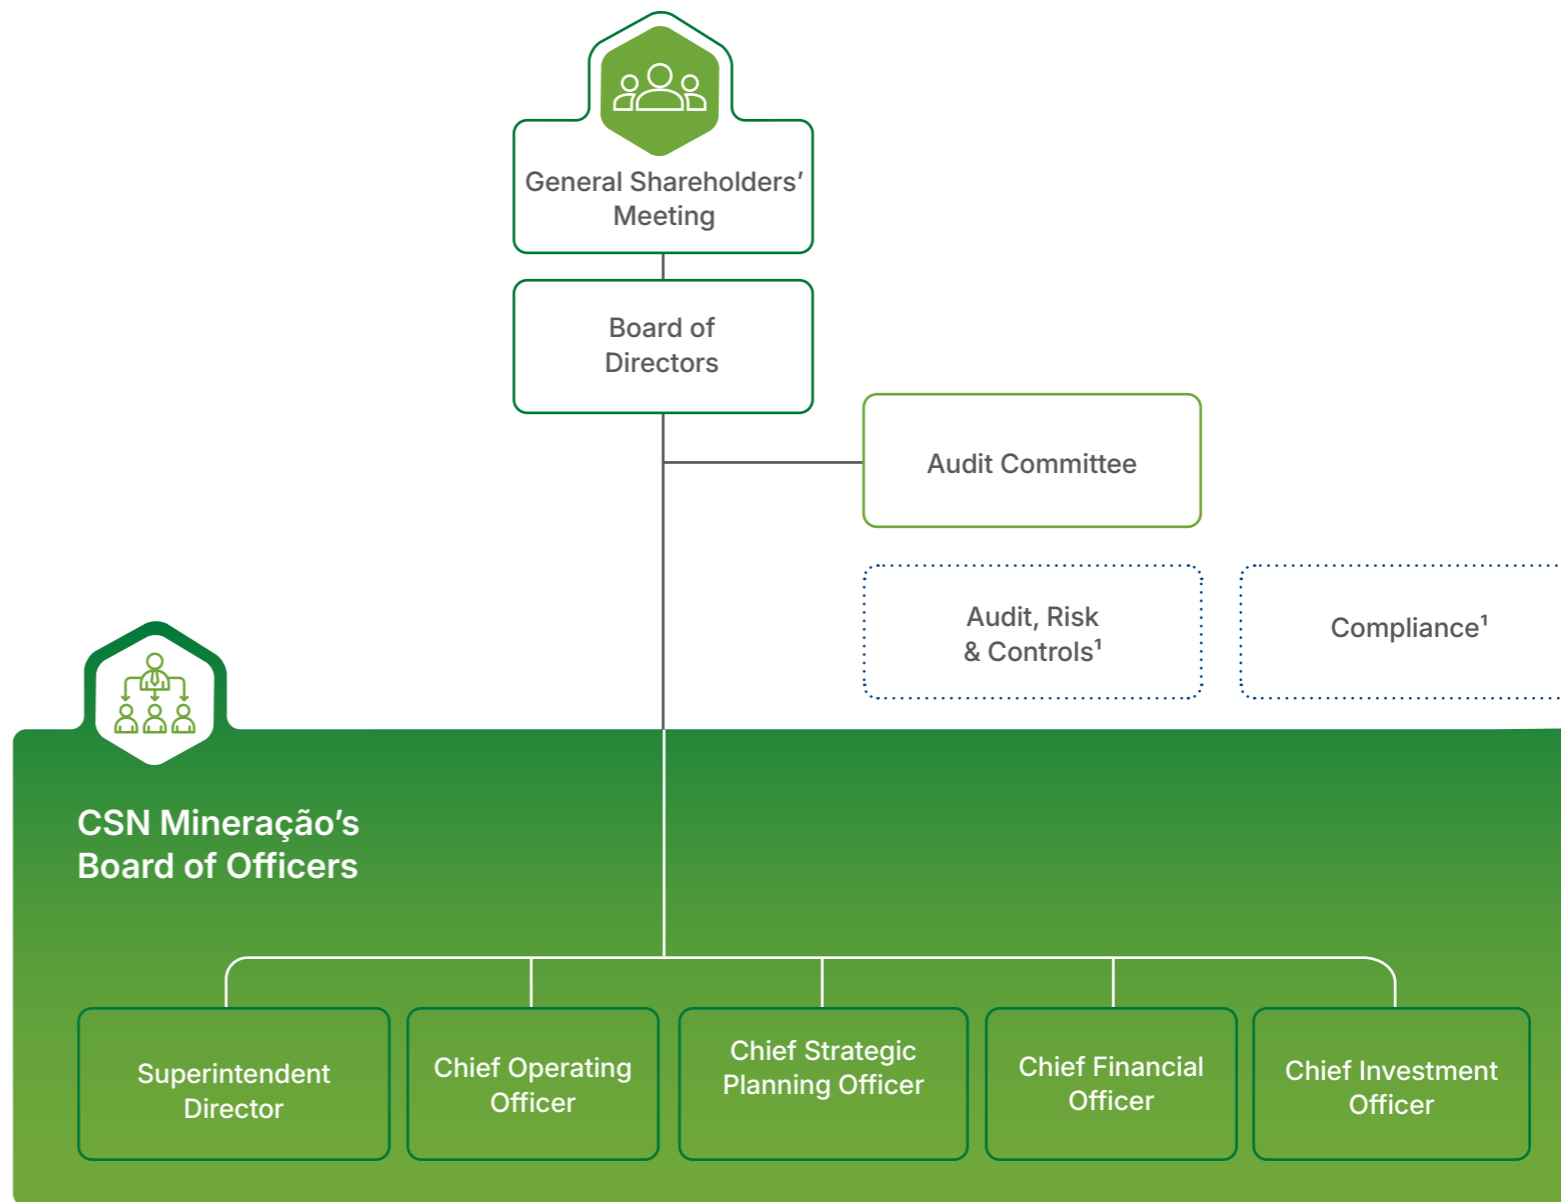 General Shareholders’
Meeting
Board of
Directors
Audit Committee
Audit, Risk
& Controls¹
Compliance¹
CSN Mineração’s
Board of Officers
Superintendent
Director
Chief Operating
Officer
Chief Strategic
Planning Officer
Chief Financial
Officer
Chief Investment
Officer